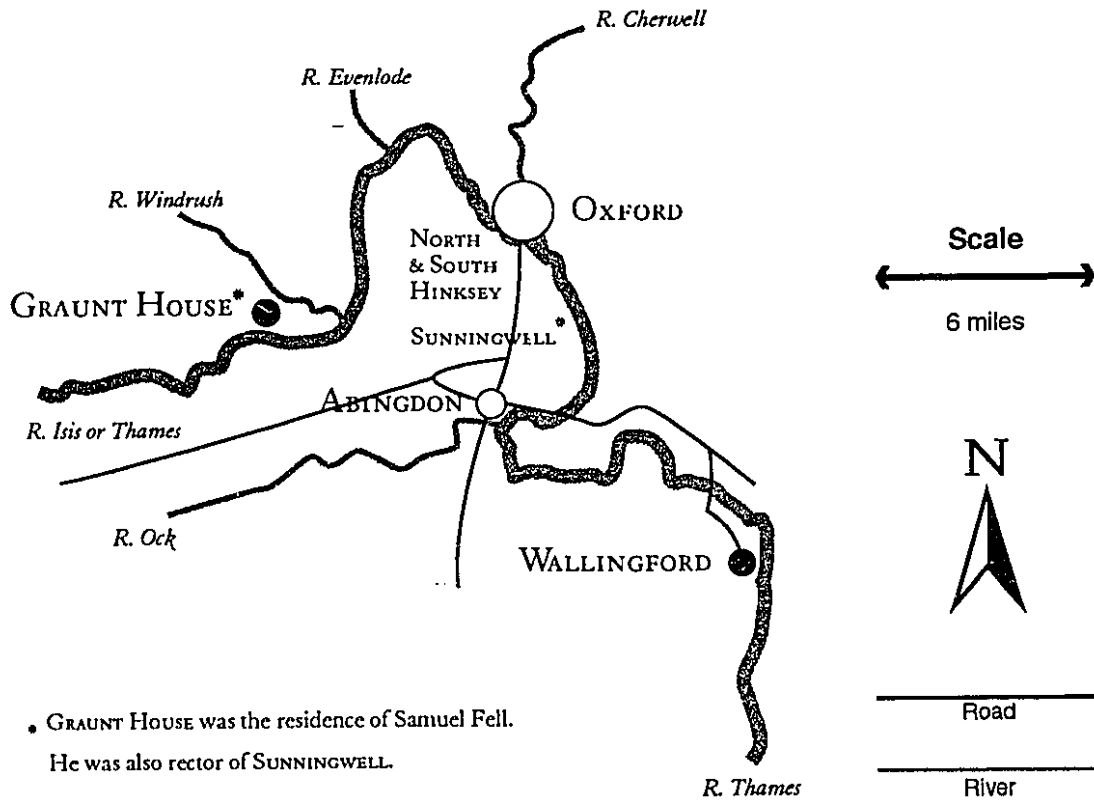 R. Cherwell
R. Evenlode
R. Windrush
OXFORD
NORTH
& SOUTH
HINKSEY
GRAUNT HOUSE*
SUNNINGWELL*
ABINGDON
R. Isis or Thames
R. Ock
WALLINGFORD
R. Thames
Scale
6 miles
N
Road
River
• GRAUNT HOUSE was the residence of Samuel Fell.
He was also rector of SUNNINGWELL.